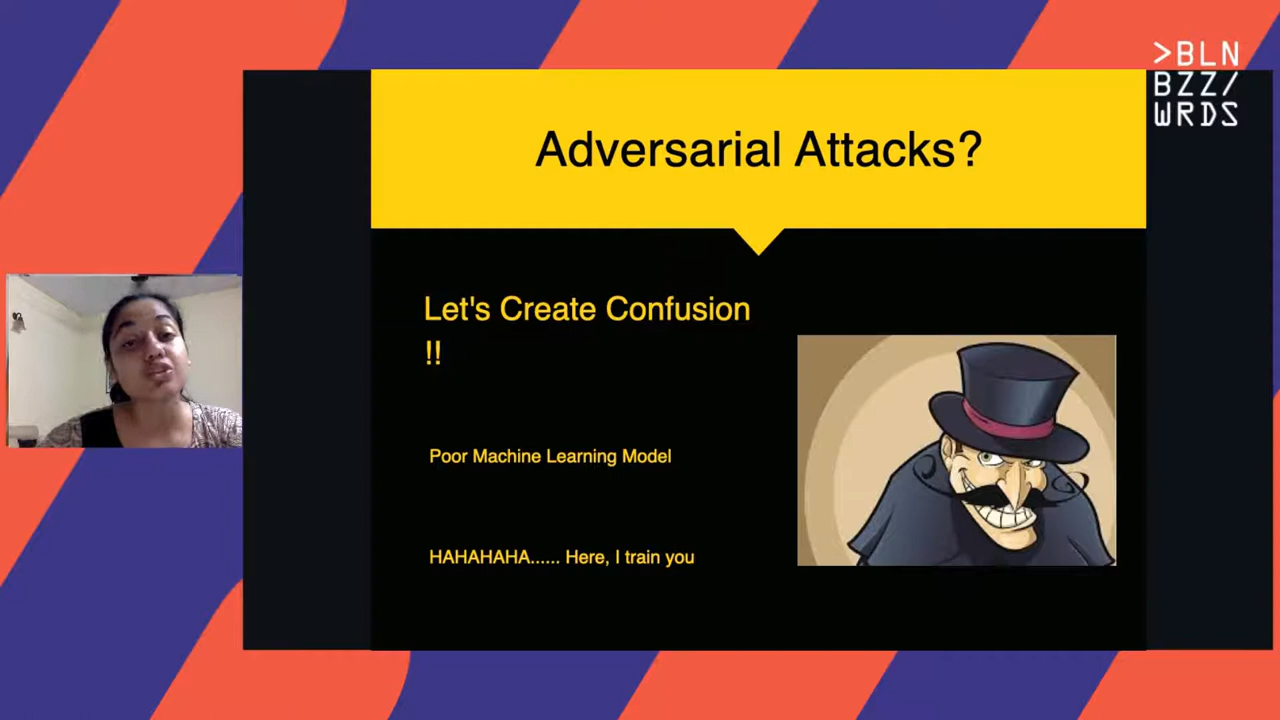 >BLN
BZZ/
WRDS
Adversarial Attacks?
Let's Create Confusion
!!
Poor Machine Learning Model
HAHAHAHA...... Here, I train you